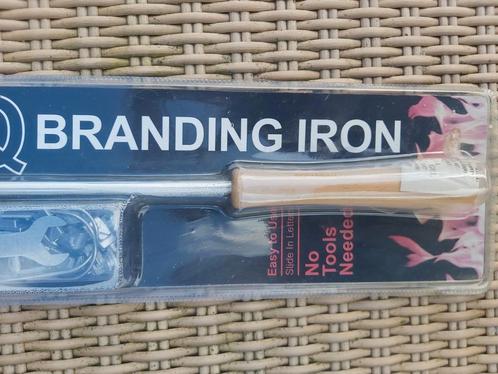 Q BRANDING IRON
Easy to Use
Slide In Letters
No
Tools
Needed